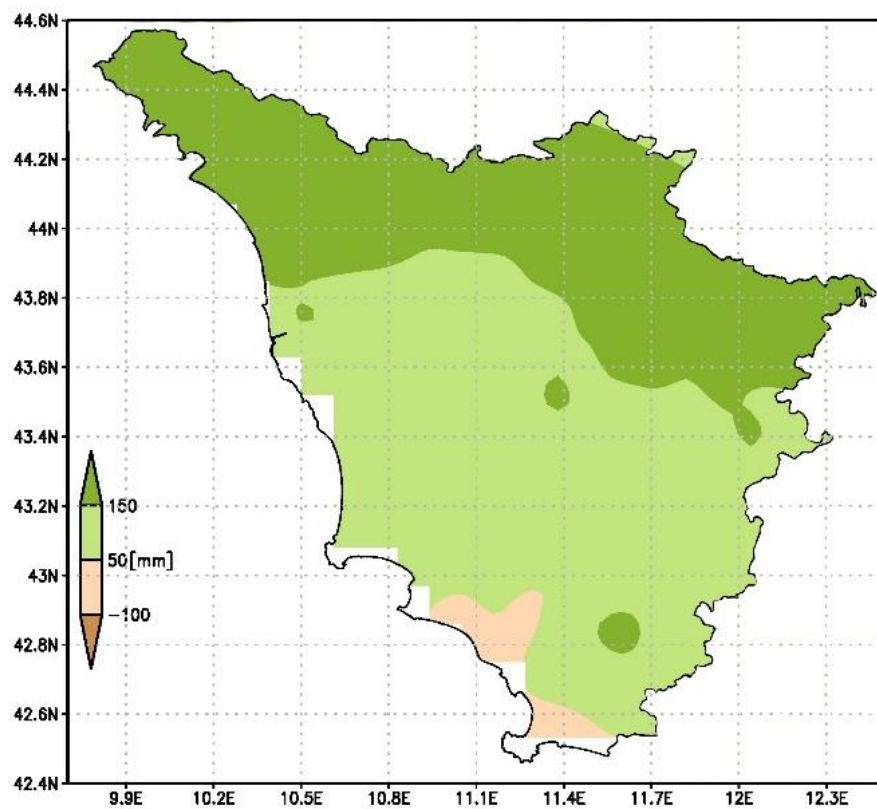 44.6N
44.4N
44.2N
44N
43.8N
43.6N
43.4N
43.2N
43N
42.8N
42.6N
42.4N
150
50[mm]
-100
9.9E 10.2E 10.5E 10.8E 11.1E 11.4E 11.7E 12E 12.3E